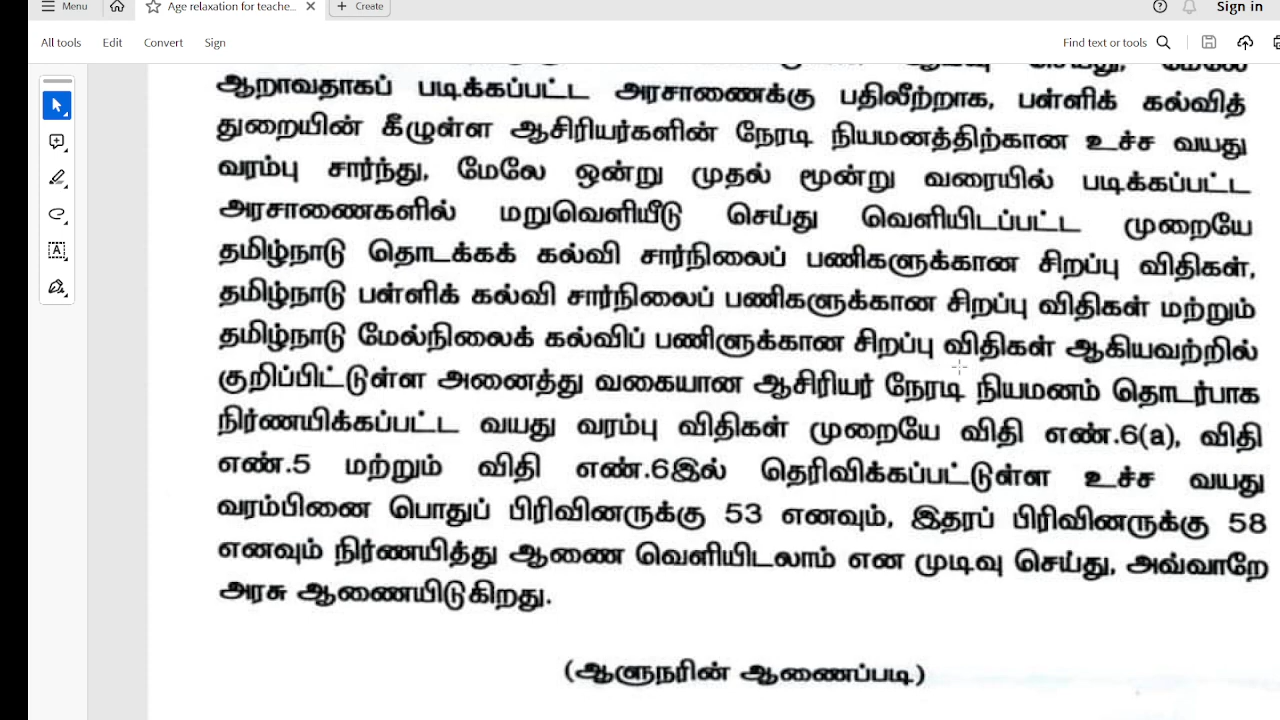 Menu
Age relaxation for teache...
Create
Sign in
All tools
Edit
Convert
Sign
Find text or tools
ஆறாவதாகப் படிக்கப்பட்ட அரசாணைக்கு பதிலீற்றாக, பள்ளிக் கல்வித்
துறையின் கீழுள்ள ஆசிரியர்களின் நேரடி நியமனத்திற்கான உச்ச வயது
வரம்பு சார்ந்து, மேலே ஒன்று முதல் மூன்று வரையில் படிக்கப்பட்ட
அரசாணைகளில் மறுவெளியீடு செய்து வெளியிடப்பட்ட முறையே
தமிழ்நாடு தொடக்கக் கல்வி சார்நிலைப் பணிகளுக்கான சிறப்பு விதிகள்,
தமிழ்நாடு பள்ளிக் கல்வி சார்நிலைப் பணிகளுக்கான சிறப்பு விதிகள் மற்றும்
தமிழ்நாடு மேல்நிலைக் கல்விப் பணிளுக்கான சிறப்பு விதிகள் ஆகியவற்றில்
குறிப்பிட்டுள்ள அனைத்து வகையான ஆசிரியர் நேரடி நியமனம் தொடர்பாக
நிர்ணயிக்கப்பட்ட வயது வரம்பு விதிகள் முறையே விதி எண்.6(a), விதி
எண்.5 மற்றும் விதி எண்.6இல் தெரிவிக்கப்பட்டுள்ள உச்ச வயது
வரம்பினை பொதுப் பிரிவினருக்கு 53 எனவும், இதரப் பிரிவினருக்கு 58
எனவும் நிர்ணயித்து ஆணை வெளியிடலாம் என முடிவு செய்து, அவ்வாறே
அரசு ஆணையிடுகிறது.
(ஆளுநரின் ஆணைப்படி)